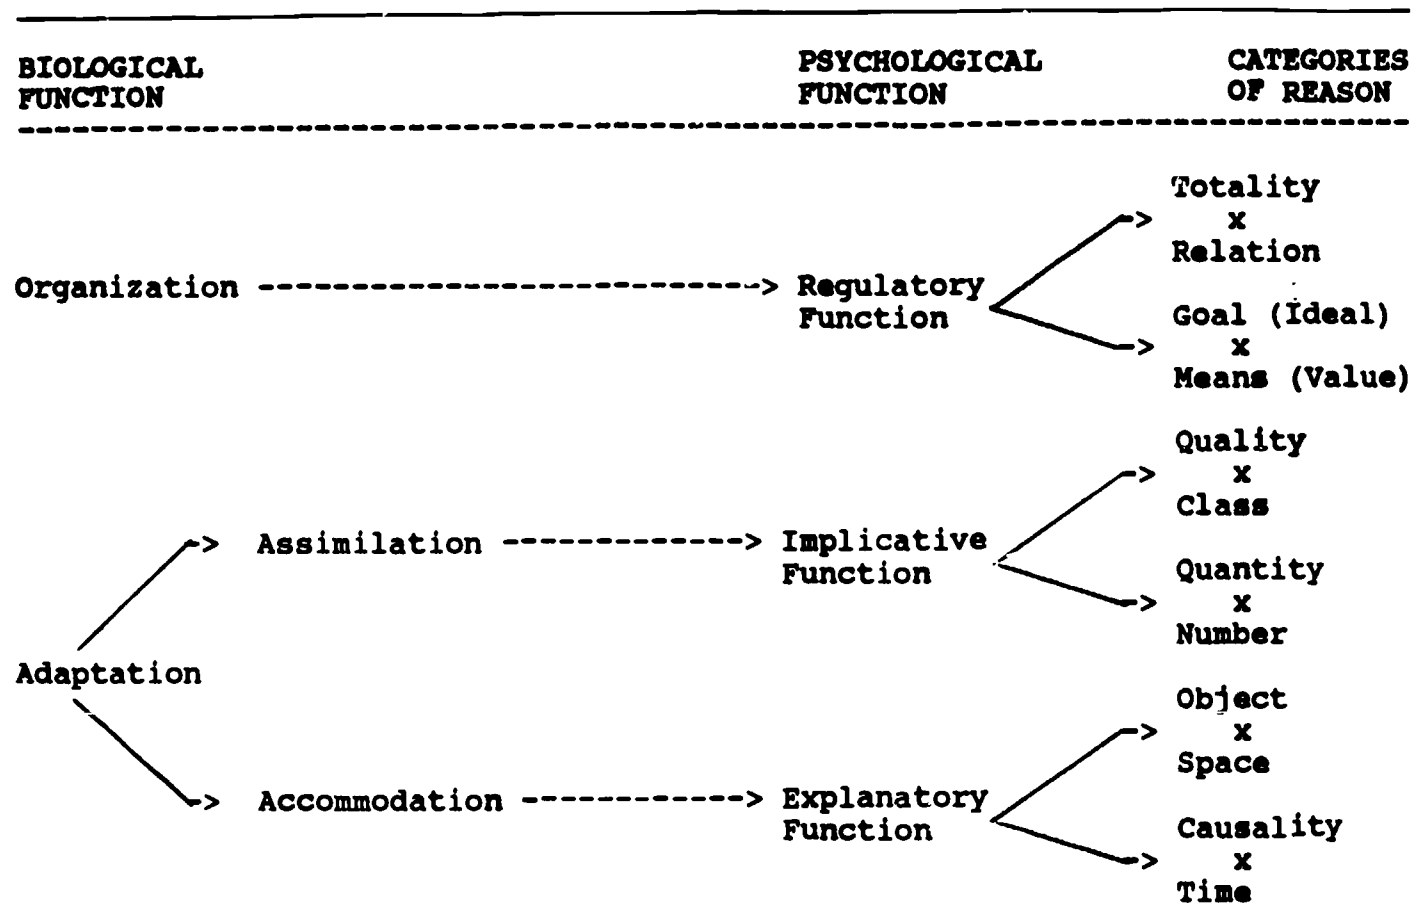 BIOLOGICAL FUNCTION
PSYCHOLOGICAL FUNCTION
CATEGORIES OF REASON
Totality
x
Relation
Organization
Regulatory
Function
Goal (Ideal)
x
Means (Value)
Quality
x
Class
Assimilation
Implicative
Function
Quantity
x
Number
Adaptation
Object
x
Space
Accommodation
Explanatory
Function
Causality
x
Time